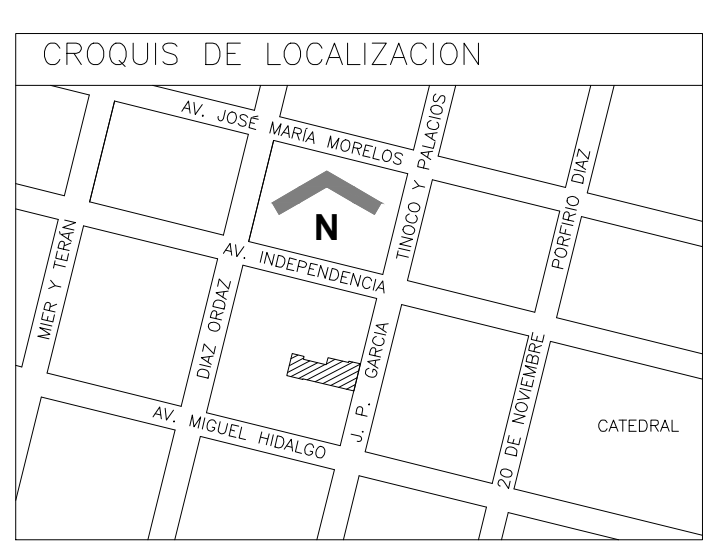 CROQUIS DE LOCALIZACION
AV. JOSÉ MARÍA MORELOS
TINOCO Y PALACIOS
PORFIRIO DIAZ
N
MIER Y TERÁN
AV. INDEPENDENCIA
DIAZ ORDAZ
J. P. GARCIA
20 DE NOVIEMBRE
AV. MIGUEL HIDALGO
CATEDRAL